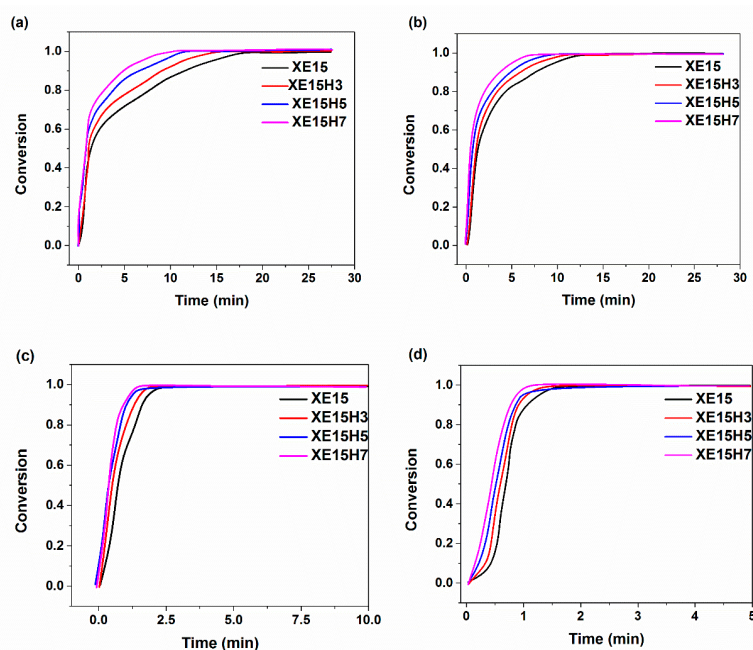 (a)
Conversion
1.0
0.8
0.6
0.4
0.2
0.0
XE15
XE15H3
XE15H5
XE15H7
0 5 10 15 20 25 30
Time (min)
(b)
Conversion
1.0
0.8
0.6
0.4
0.2
0.0
XE15
XE15H3
XE15H5
XE15H7
0 5 10 15 20 25 30
Time (min)
(c)
Conversion
1.0
0.8
0.6
0.4
0.2
0.0
XE15
XE15H3
XE15H5
XE15H7
0.0 2.5 5.0 7.5 10.0
Time (min)
(d)
Conversion
1.0
0.8
0.6
0.4
0.2
0.0
XE15
XE15H3
XE15H5
XE15H7
0 1 2 3 4 5
Time (min)